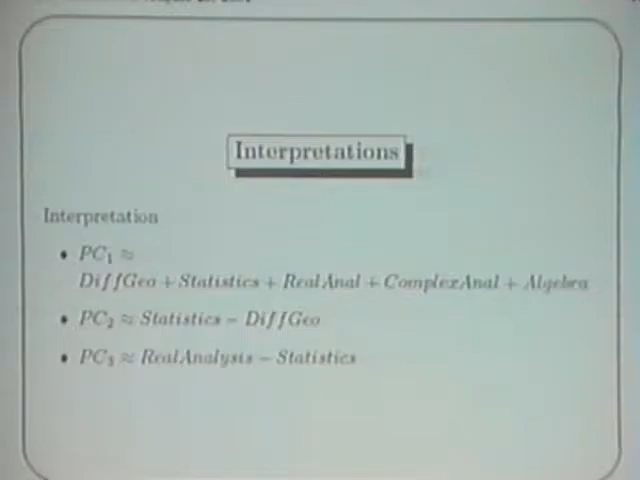 Interpretations
Interpretation
• PC₁ ≈
DiffGeo + Statistics + RealAnal + ComplexAnal + Algebra
• PC₂ ≈ Statistics − DiffGeo
• PC₃ ≈ RealAnalysis − Statistics